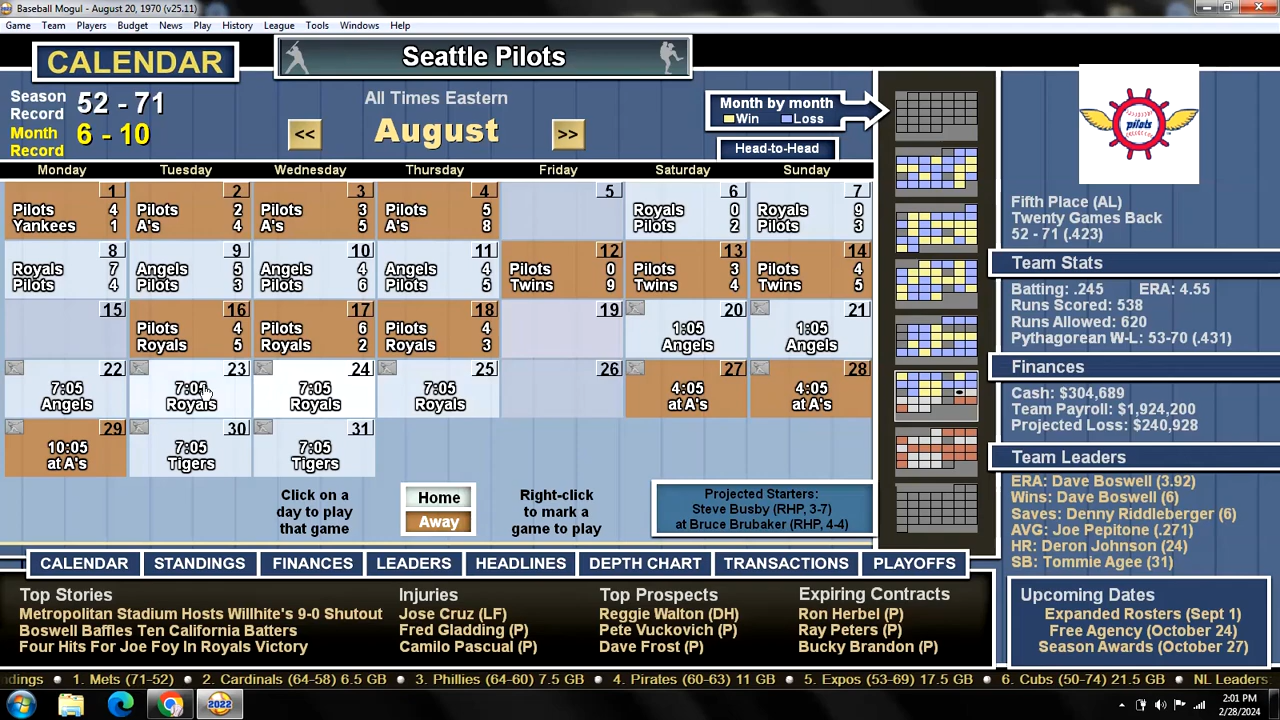 Baseball Mogul - August 20, 1970 (v25.11)
Game Team Players Budget News Play History League Tools Windows Help
CALENDAR
Seattle Pilots
Season Record 52 - 71
Month Record 6 - 10
All Times Eastern
<< August >>
Month by month
Win Loss
Head-to-Head
Monday Tuesday Wednesday Thursday Friday Saturday Sunday
1 2 3 4 5 6 7
Pilots 4 Pilots 2 Pilots 3 Pilots 5 Royals 0 Royals 9
Yankees 1 A's 4 A's 5 A's 8 Pilots 2 Pilots 3
8 9 10 11 12 13 14
Royals 7 Angels 5 Angels 4 Angels 4 Pilots 0 Pilots 3 Pilots 4
Pilots 4 Pilots 3 Pilots 6 Pilots 5 Twins 9 Twins 4 Twins 5
15 16 17 18 19 20 21
Pilots 4 Pilots 6 Pilots 4 1:05 1:05
Royals 5 Royals 2 Royals 3 Angels Angels
22 23 24 25 26 27 28
7:05 7:05 7:05 7:05 4:05 4:05
Angels Royals Royals Royals at A's at A's
29 30 31
10:05 7:05 7:05
at A's Tigers Tigers
Click on a day to play that game
Home
Away
Right-click to mark a game to play
Projected Starters:
Steve Busby (RHP, 3-7)
at Bruce Brubaker (RHP, 4-4)
pilots
Fifth Place (AL)
Twenty Games Back
52 - 71 (.423)
Team Stats
Batting: .245 ERA: 4.55
Runs Scored: 538
Runs Allowed: 620
Pythagorean W-L: 53-70 (.431)
Finances
Cash: $304,689
Team Payroll: $1,924,200
Projected Loss: $240,928
Team Leaders
ERA: Dave Boswell (3.92)
Wins: Dave Boswell (6)
Saves: Denny Riddleberger (6)
AVG: Joe Pepitone (.271)
HR: Deron Johnson (24)
SB: Tommie Agee (31)
CALENDAR STANDINGS FINANCES LEADERS HEADLINES DEPTH CHART TRANSACTIONS PLAYOFFS
Top Stories
Metropolitan Stadium Hosts Willhite's 9-0 Shutout
Boswell Baffles Ten California Batters
Four Hits For Joe Foy In Royals Victory
Injuries
Jose Cruz (LF)
Fred Gladding (P)
Camilo Pascual (P)
Top Prospects
Reggie Walton (DH)
Pete Vuckovich (P)
Dave Frost (P)
Expiring Contracts
Ron Herbel (P)
Ray Peters (P)
Bucky Brandon (P)
Upcoming Dates
Expanded Rosters (Sept 1)
Free Agency (October 24)
Season Awards (October 27)
ndings • 1. Mets (71-52) • 2. Cardinals (64-58) 6.5 GB • 3. Phillies (64-60) 7.5 GB • 4. Pirates (60-63) 11 GB • 5. Expos (53-69) 17.5 GB • 6. Cubs (50-74) 21.5 GB • NL Leaders:
2022
2:01 PM
2/28/2024